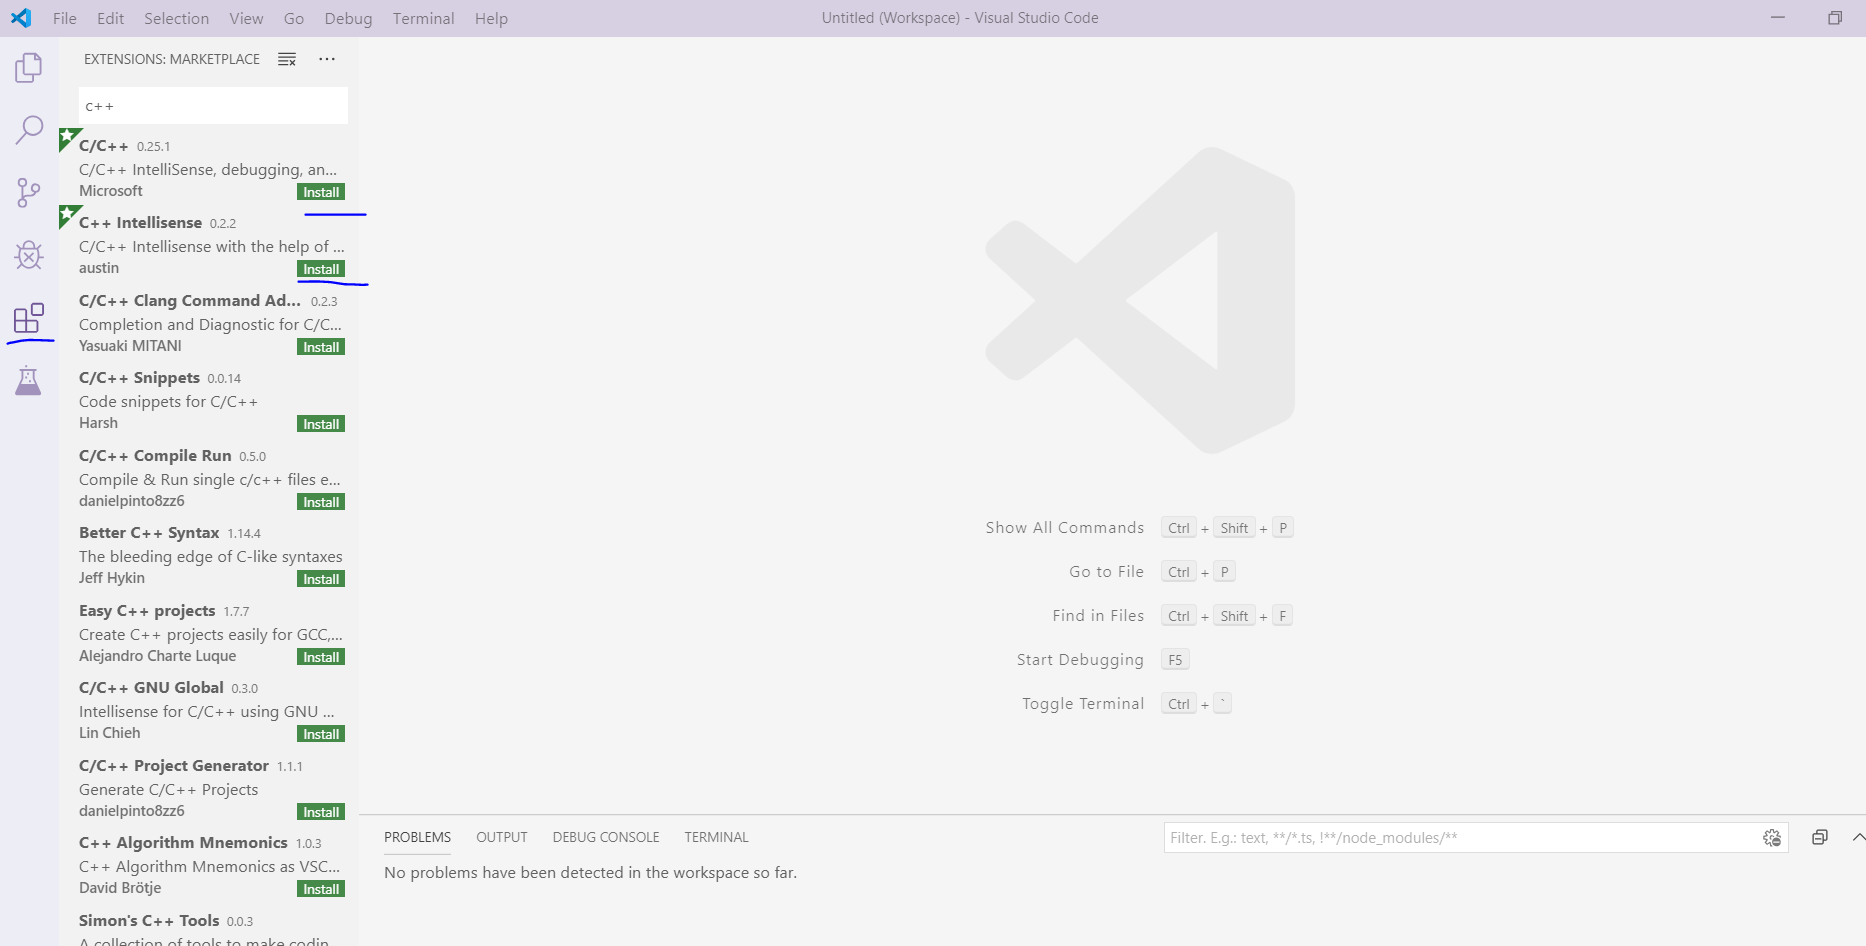 File Edit Selection View Go Debug Terminal Help
Untitled (Workspace) - Visual Studio Code
EXTENSIONS: MARKETPLACE
c++
C/C++ 0.25.1
C/C++ IntelliSense, debugging, an...
Microsoft Install
C++ Intellisense 0.2.2
C/C++ Intellisense with the help of ...
austin Install
C/C++ Clang Command Ad... 0.2.3
Completion and Diagnostic for C/C...
Yasuaki MITANI Install
C/C++ Snippets 0.0.14
Code snippets for C/C++
Harsh Install
C/C++ Compile Run 0.5.0
Compile & Run single c/c++ files e...
danielpinto8zz6 Install
Better C++ Syntax 1.14.4
The bleeding edge of C-like syntaxes
Jeff Hykin Install
Easy C++ projects 1.7.7
Create C++ projects easily for GCC,...
Alejandro Charte Luque Install
C/C++ GNU Global 0.3.0
Intellisense for C/C++ using GNU ...
Lin Chieh Install
C/C++ Project Generator 1.1.1
Generate C/C++ Projects
danielpinto8zz6 Install
C++ Algorithm Mnemonics 1.0.3
C++ Algorithm Mnemonics as VSC...
David Brötje Install
Simon's C++ Tools 0.0.3
A collection of tools to make codin...
Show All Commands Ctrl + Shift + P
Go to File Ctrl + P
Find in Files Ctrl + Shift + F
Start Debugging F5
Toggle Terminal Ctrl + `
PROBLEMS OUTPUT DEBUG CONSOLE TERMINAL
Filter. E.g.: text, **/*.ts, !**/node_modules/**
No problems have been detected in the workspace so far.